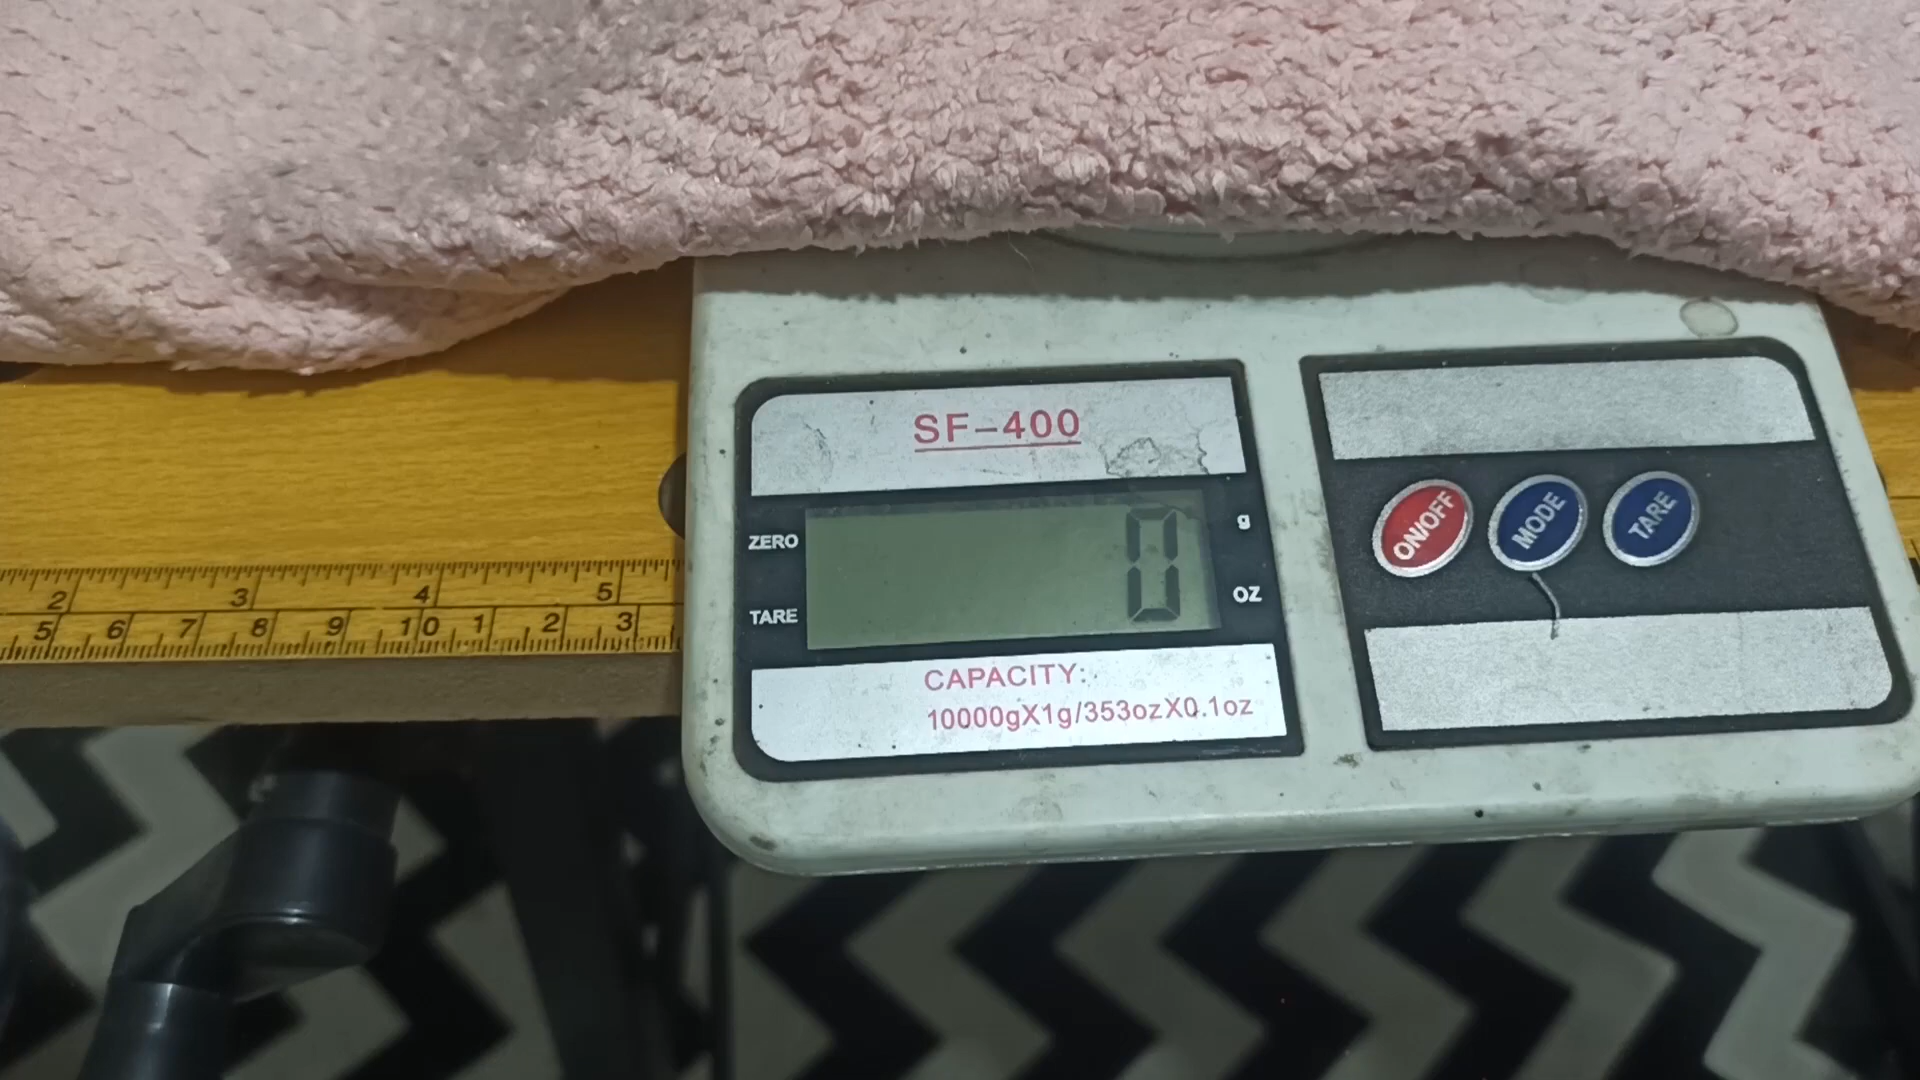 SF-400
ZERO
0
g
TARE
OZ
CAPACITY:
10000gX1g/353ozX0.1oz
ON/OFF
MODE
TARE
2 3 4 5
5 6 7 8 9 10 1 2 3